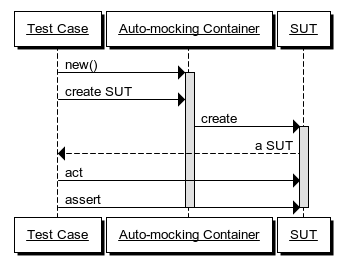 Test Case Auto-mocking Container SUT
new()
create SUT
create
a SUT
act
assert
Test Case Auto-mocking Container SUT